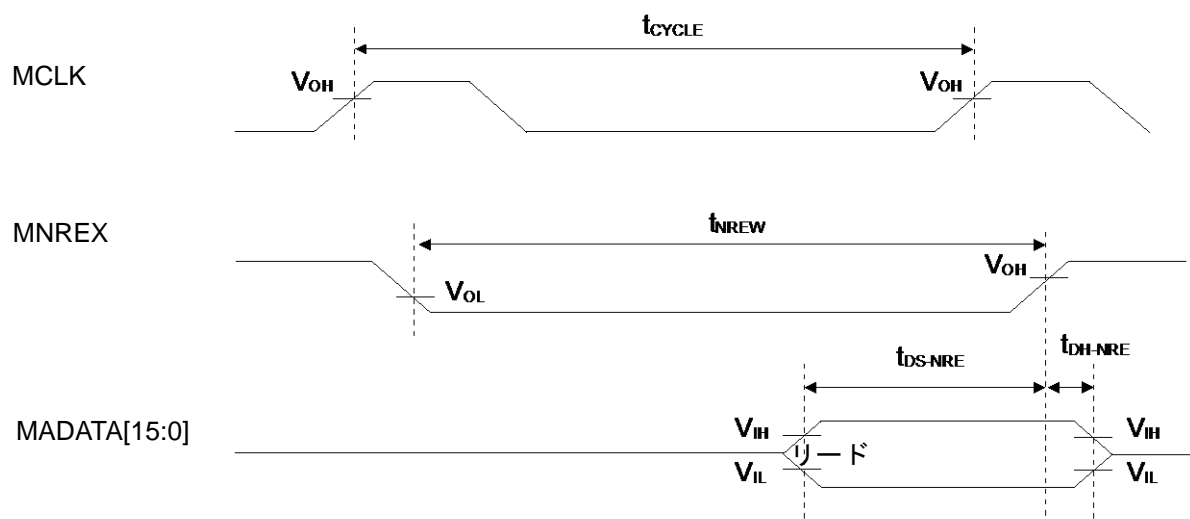 tCYCLE
MCLK
VOH
VOH
tNREW
MNREX
VOH
VOL
tDS-NRE
tDH-NRE
MADATA[15:0]
VIH
VIH
リード
VIL
VIL